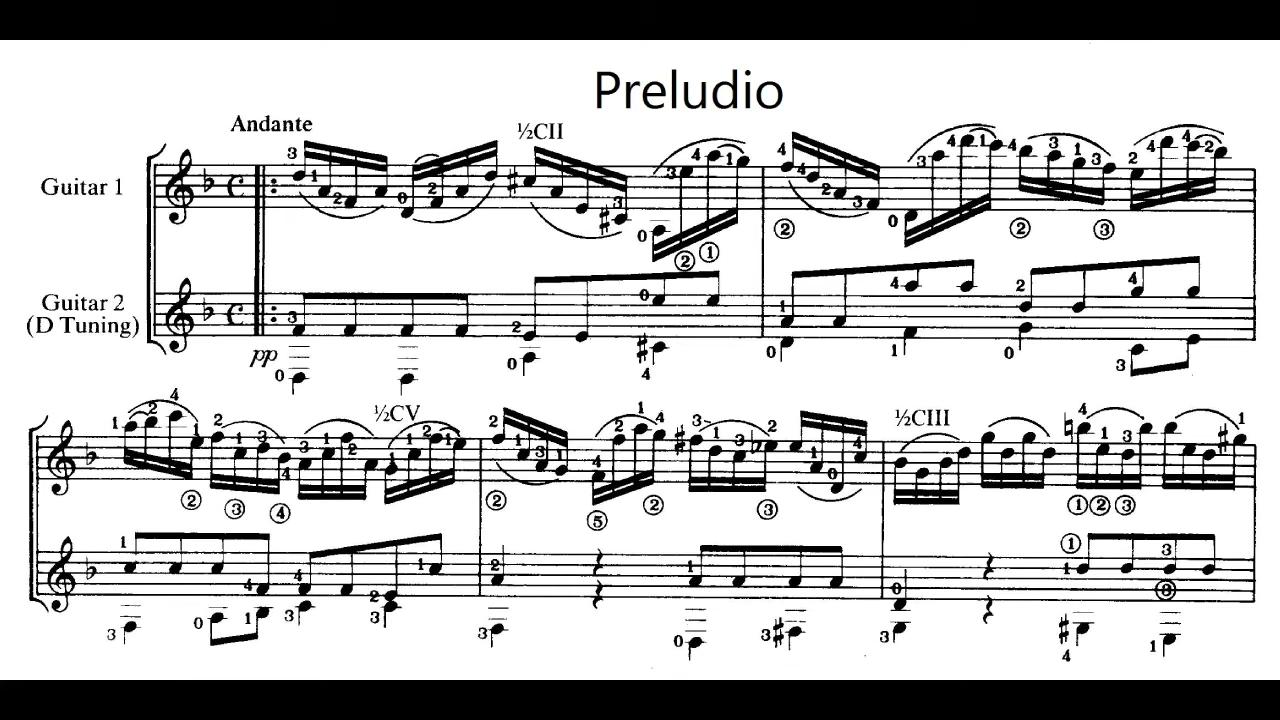 Preludio
Andante
½CII
Guitar 1
Guitar 2
(D Tuning)
pp
½CV
½CIII